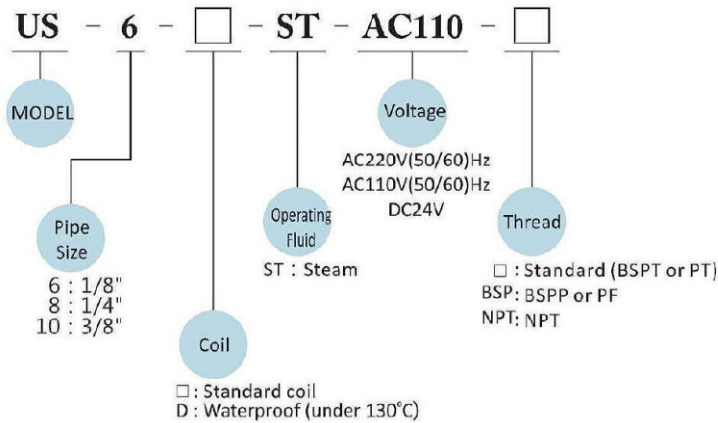 US - 6 - □ - ST - AC110 - □
MODEL
Pipe
Size
6 : 1/8"
8 : 1/4"
10 : 3/8"
Coil
□ : Standard coil
D : Waterproof (under 130°C)
Operating
Fluid
ST : Steam
Voltage
AC220V(50/60)Hz
AC110V(50/60)Hz
DC24V
Thread
□ : Standard (BSPT or PT)
BSP: BSPP or PF
NPT: NPT